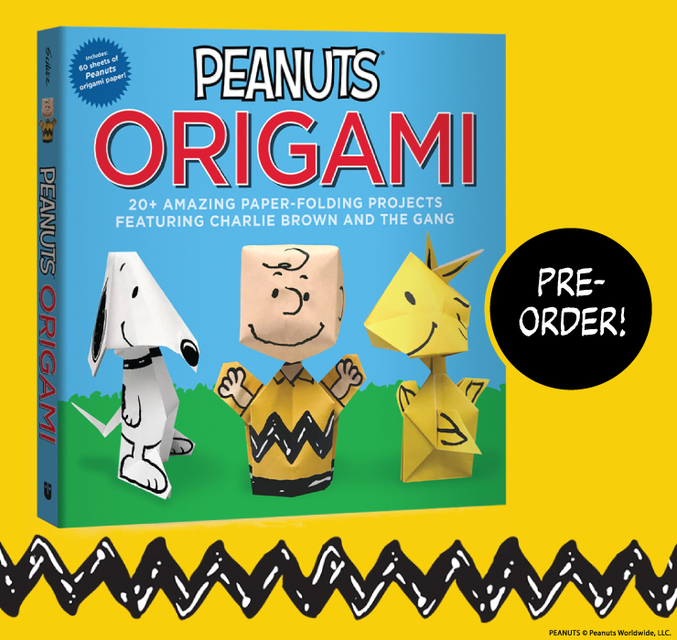 Includes:
60 sheets of
Peanuts
origami paper!
PEANUTS®
ORIGAMI
20+ AMAZING PAPER-FOLDING PROJECTS
FEATURING CHARLIE BROWN AND THE GANG
Schulz
PEANUTS ORIGAMI
PRE-
ORDER!
PEANUTS © Peanuts Worldwide, LLC.